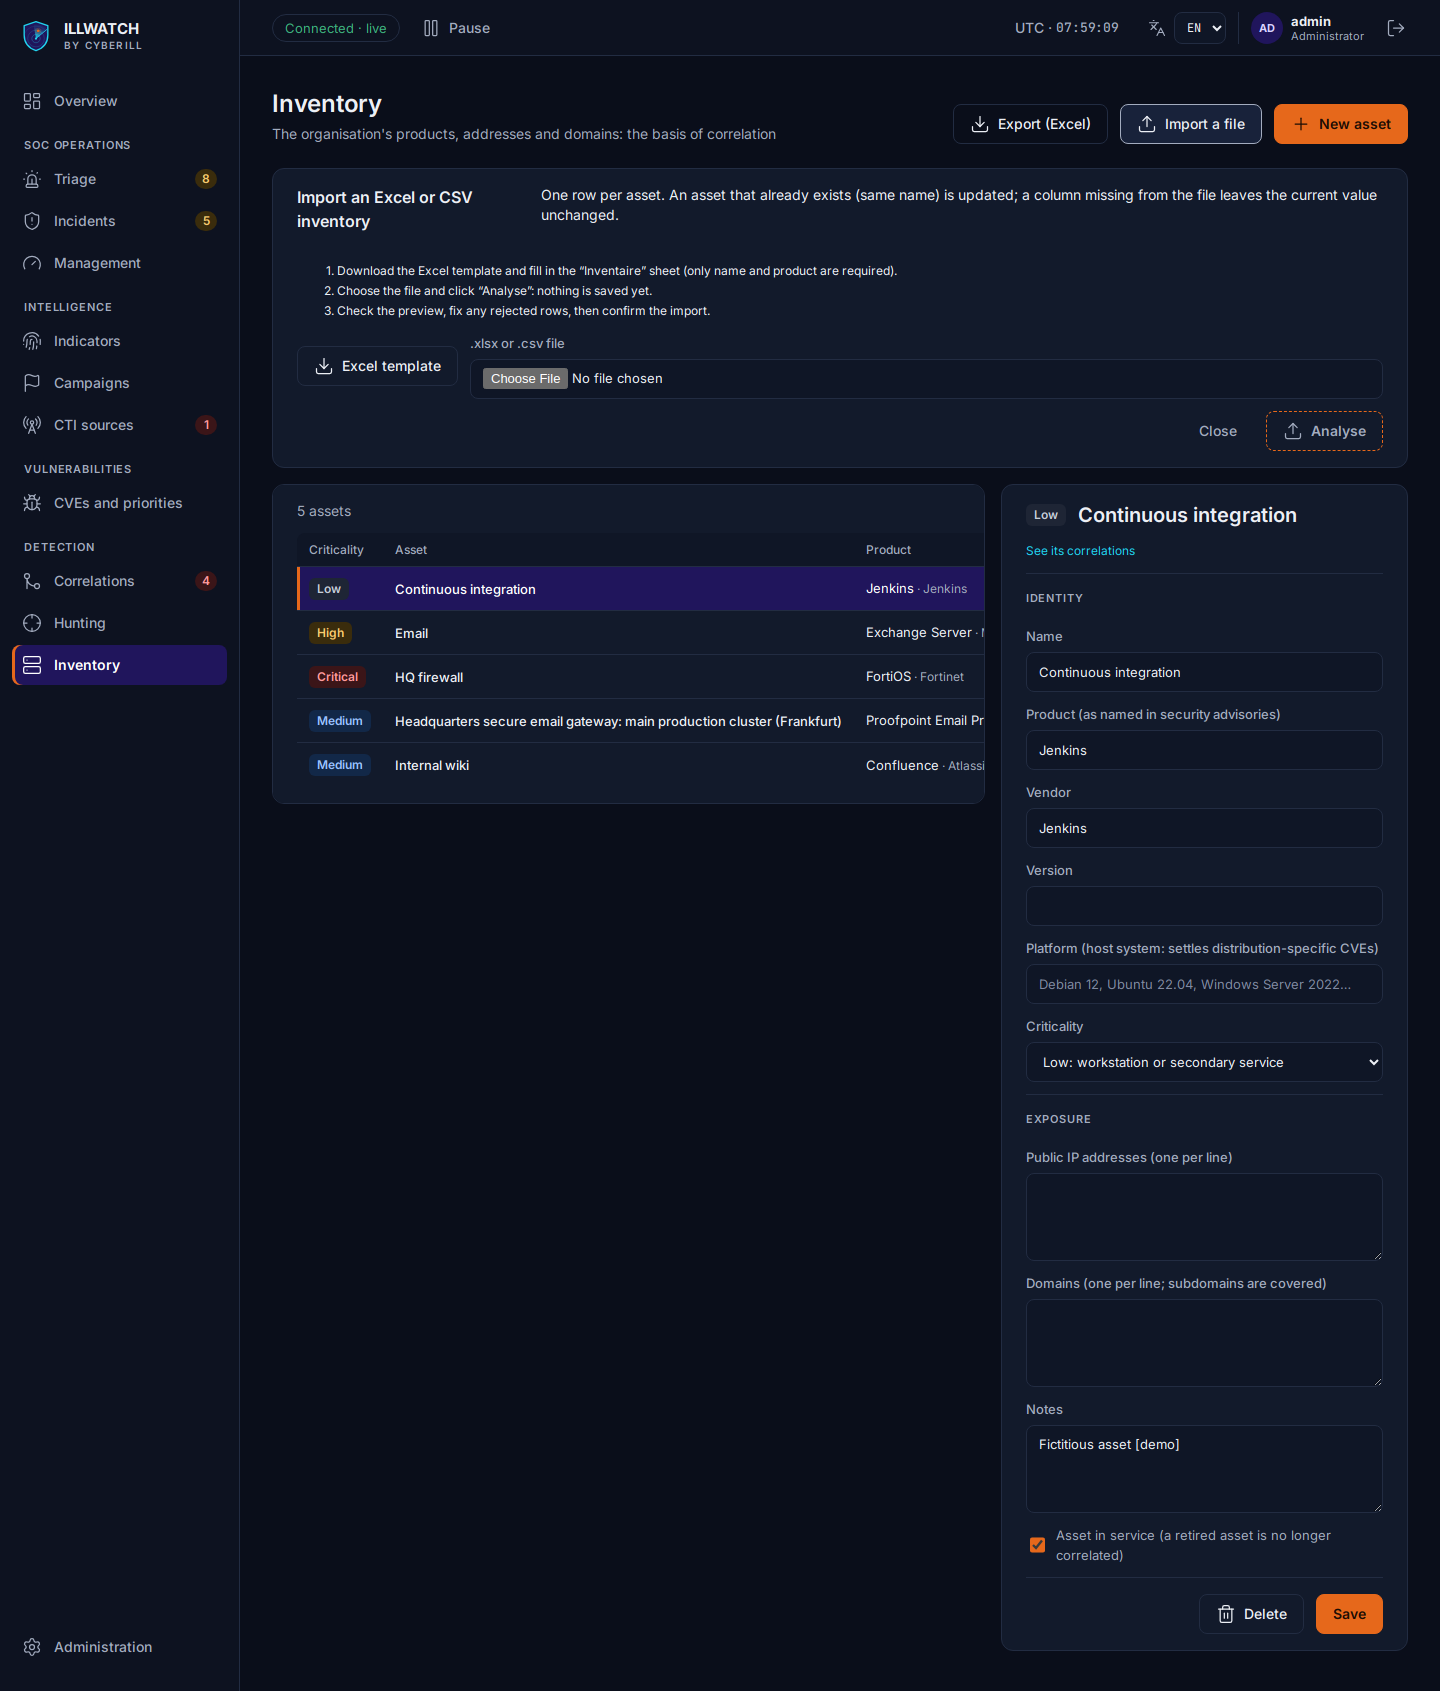 ILLWATCH
BY CYBERILL
Overview
SOC OPERATIONS
Triage 8
Incidents 5
Management
INTELLIGENCE
Indicators
Campaigns
CTI sources 1
VULNERABILITIES
CVEs and priorities
DETECTION
Correlations 4
Hunting
Inventory
Administration
Connected · live
Pause
UTC · 07:59:09
EN
AD
admin
Administrator
Inventory
The organisation's products, addresses and domains: the basis of correlation
Export (Excel)
Import a file
New asset
Import an Excel or CSV
inventory
One row per asset. An asset that already exists (same name) is updated; a column missing from the file leaves the current value
unchanged.
1. Download the Excel template and fill in the “Inventaire” sheet (only name and product are required).
2. Choose the file and click “Analyse”: nothing is saved yet.
3. Check the preview, fix any rejected rows, then confirm the import.
Excel template
.xlsx or .csv file
Choose File No file chosen
Close
Analyse
5 assets
Criticality Asset Product
Low Continuous integration Jenkins · Jenkins
High Email Exchange Server ·
Critical HQ firewall FortiOS · Fortinet
Medium Headquarters secure email gateway: main production cluster (Frankfurt) Proofpoint Email Pr
Medium Internal wiki Confluence · Atlassi
Low Continuous integration
See its correlations
IDENTITY
Name
Continuous integration
Product (as named in security advisories)
Jenkins
Vendor
Jenkins
Version
Platform (host system: settles distribution-specific CVEs)
Debian 12, Ubuntu 22.04, Windows Server 2022...
Criticality
Low: workstation or secondary service
EXPOSURE
Public IP addresses (one per line)
Domains (one per line; subdomains are covered)
Notes
Fictitious asset [demo]
Asset in service (a retired asset is no longer
correlated)
Delete
Save